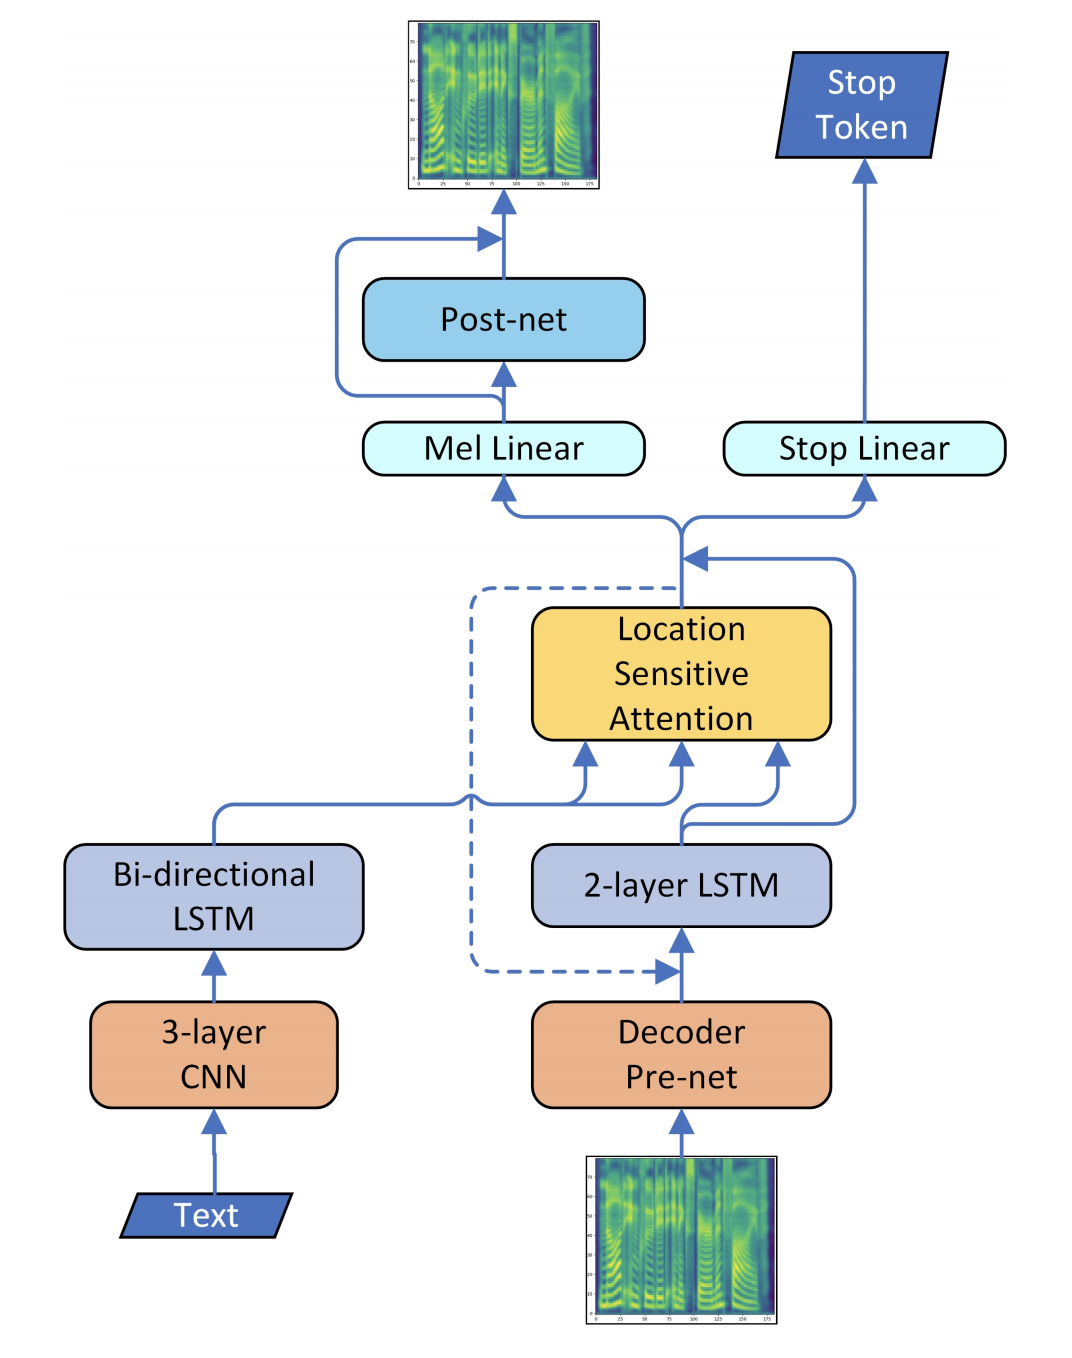 Stop
Token
Post-net
Mel Linear
Stop Linear
Location
Sensitive
Attention
Bi-directional
LSTM
2-layer LSTM
3-layer
CNN
Decoder
Pre-net
Text